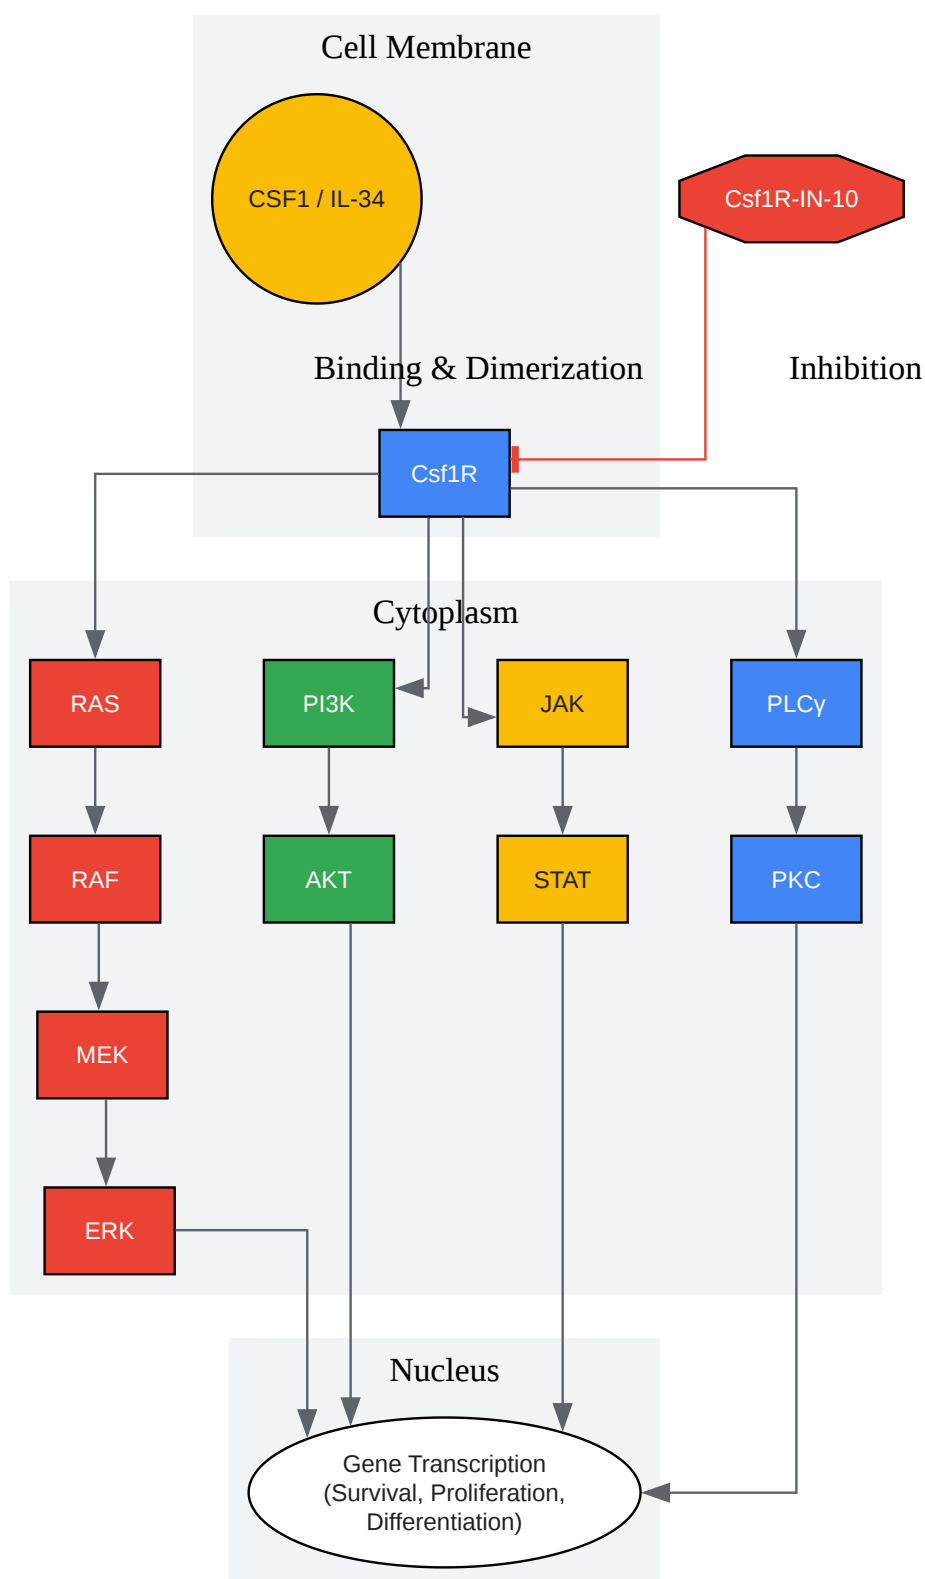 Cell Membrane
CSF1 / IL-34
Csf1R-IN-10
Binding & Dimerization
Inhibition
Csf1R
Cytoplasm
RAS
PI3K
JAK
PLCγ
RAF
AKT
STAT
PKC
MEK
ERK
Nucleus
Gene Transcription
(Survival, Proliferation,
Differentiation)